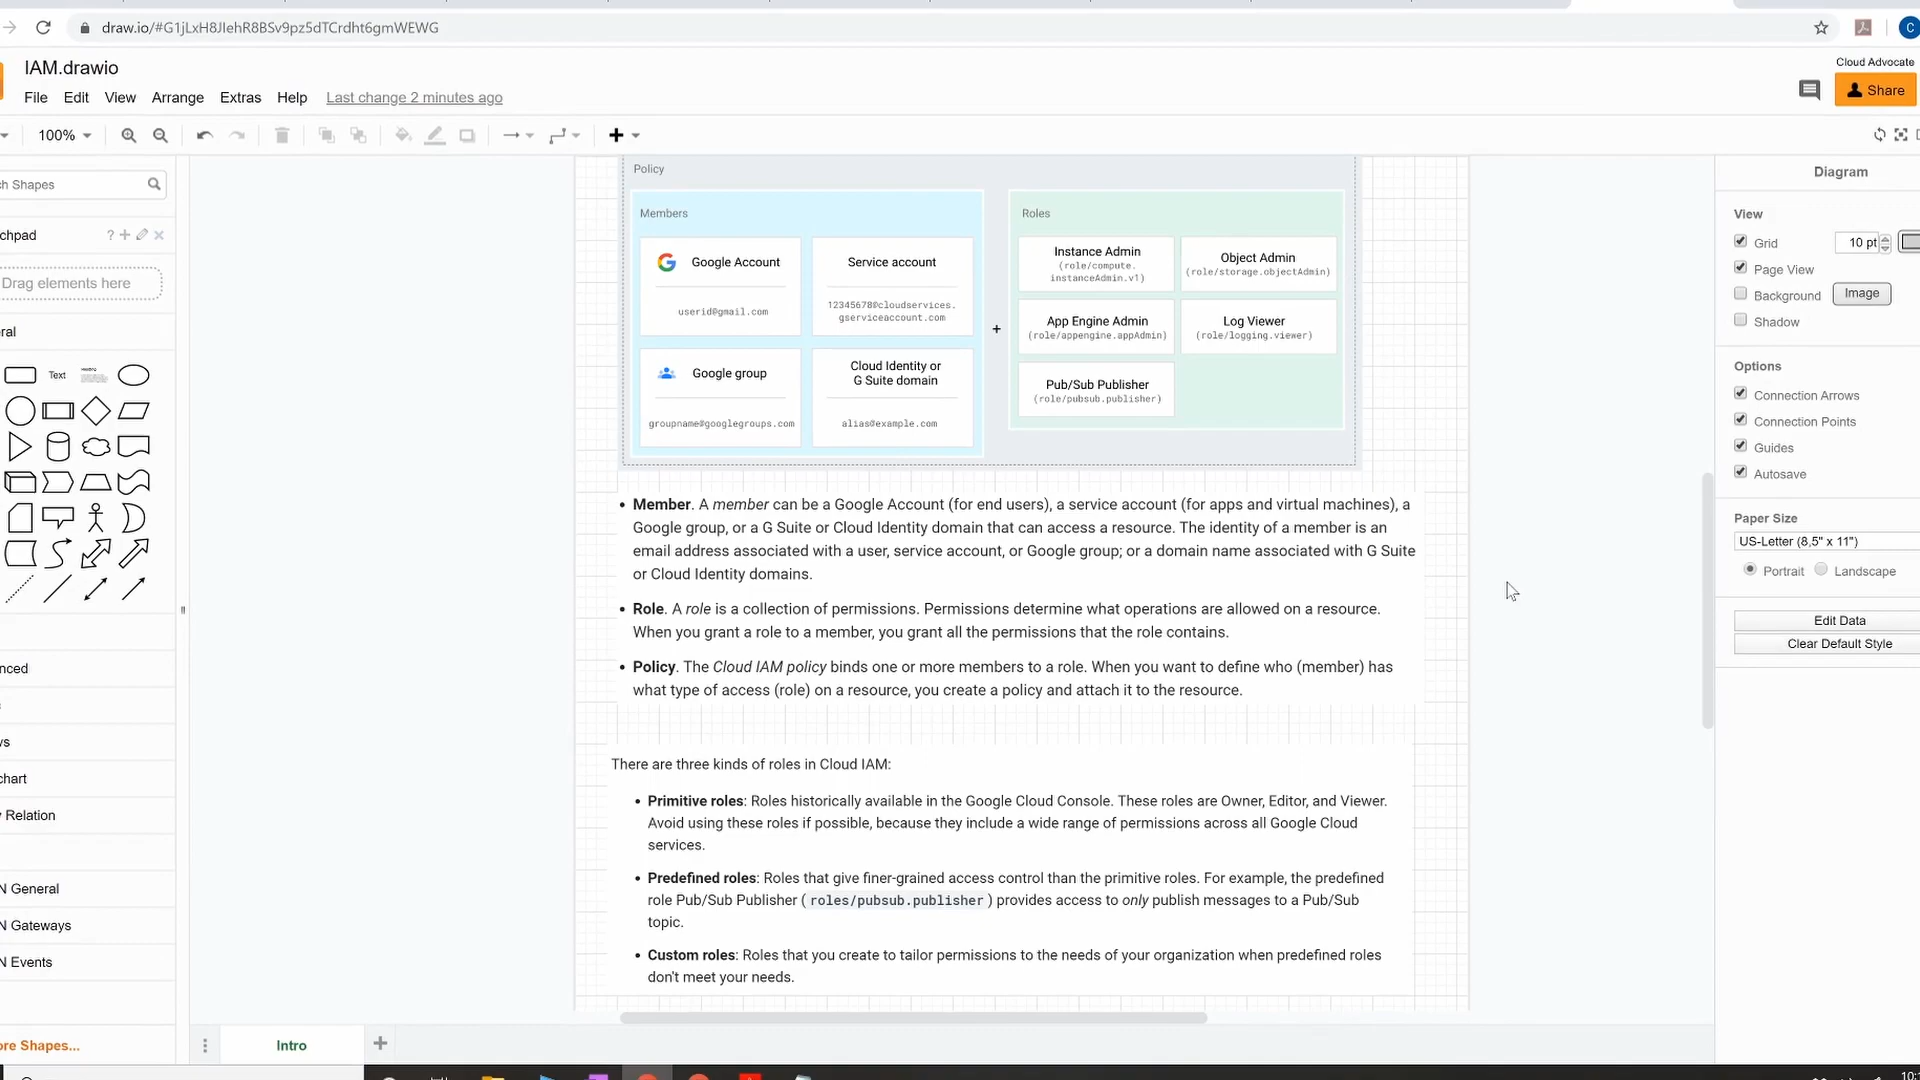 draw.io/#G1jLxH8JIehR8BSv9pz5dTCrdht6gmWEWG
C
IAM.drawio
Cloud Advocate
File Edit View Arrange Extras Help Last change 2 minutes ago
Share
100%
ch Shapes
chpad
?
Drag elements here
eral
Text
Heading
nced
s
ws
chart
y Relation
N General
N Gateways
N Events
ore Shapes...
Policy
Members
Google Account
userid@gmail.com
Service account
12345678@cloudservices.
gserviceaccount.com
Google group
groupname@googlegroups.com
Cloud Identity or
G Suite domain
alias@example.com
+
Roles
Instance Admin
(role/compute.
instanceAdmin.v1)
Object Admin
(role/storage.objectAdmin)
App Engine Admin
(role/appengine.appAdmin)
Log Viewer
(role/logging.viewer)
Pub/Sub Publisher
(role/pubsub.publisher)
• Member. A member can be a Google Account (for end users), a service account (for apps and virtual machines), a
Google group, or a G Suite or Cloud Identity domain that can access a resource. The identity of a member is an
email address associated with a user, service account, or Google group; or a domain name associated with G Suite
or Cloud Identity domains.
• Role. A role is a collection of permissions. Permissions determine what operations are allowed on a resource.
When you grant a role to a member, you grant all the permissions that the role contains.
• Policy. The Cloud IAM policy binds one or more members to a role. When you want to define who (member) has
what type of access (role) on a resource, you create a policy and attach it to the resource.
There are three kinds of roles in Cloud IAM:
• Primitive roles: Roles historically available in the Google Cloud Console. These roles are Owner, Editor, and Viewer.
Avoid using these roles if possible, because they include a wide range of permissions across all Google Cloud
services.
• Predefined roles: Roles that give finer-grained access control than the primitive roles. For example, the predefined
role Pub/Sub Publisher (roles/pubsub.publisher) provides access to only publish messages to a Pub/Sub
topic.
• Custom roles: Roles that you create to tailor permissions to the needs of your organization when predefined roles
don't meet your needs.
Intro
Diagram
View
Grid 10 pt
Page View
Background Image
Shadow
Options
Connection Arrows
Connection Points
Guides
Autosave
Paper Size
US-Letter (8,5" x 11")
Portrait Landscape
Edit Data
Clear Default Style